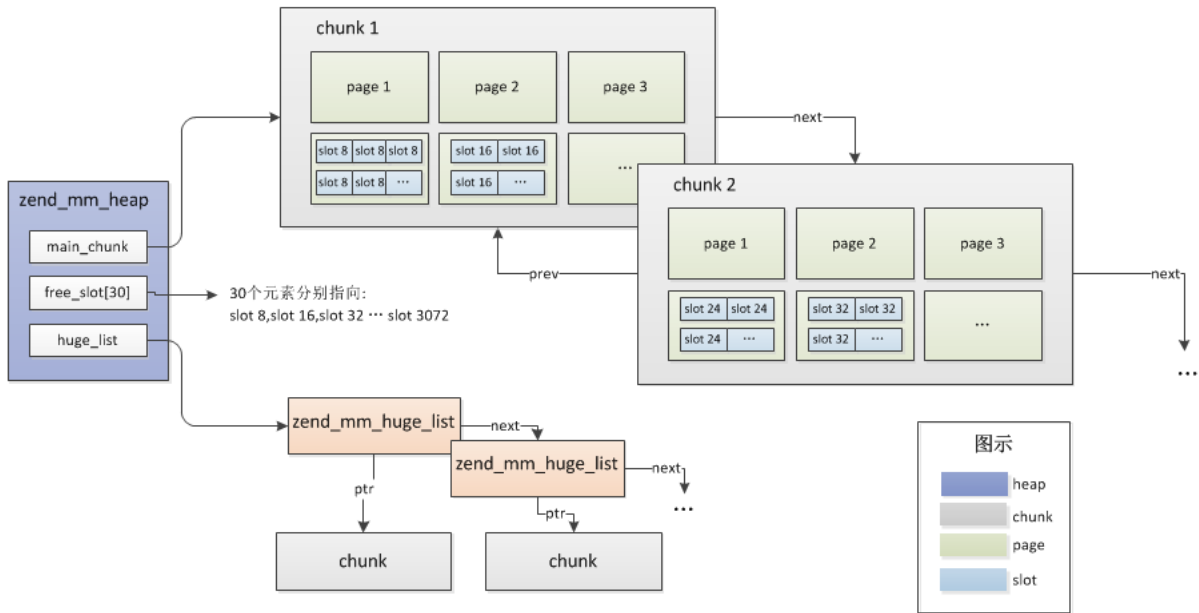 chunk 1
page 1
page 2
page 3
next
slot 8 slot 8 slot 8
slot 16 slot 16
slot 8 slot 8 …
slot 16 …
…
zend_mm_heap
main_chunk
free_slot[30]
huge_list
30个元素分别指向:
slot 8,slot 16,slot 32 … slot 3072
chunk 2
page 1
page 2
page 3
prev
next
slot 24 slot 24
slot 32 slot 32
slot 24 …
slot 32 …
…
…
zend_mm_huge_list
next
zend_mm_huge_list
next
…
ptr
ptr
chunk
chunk
图示
heap
chunk
page
slot